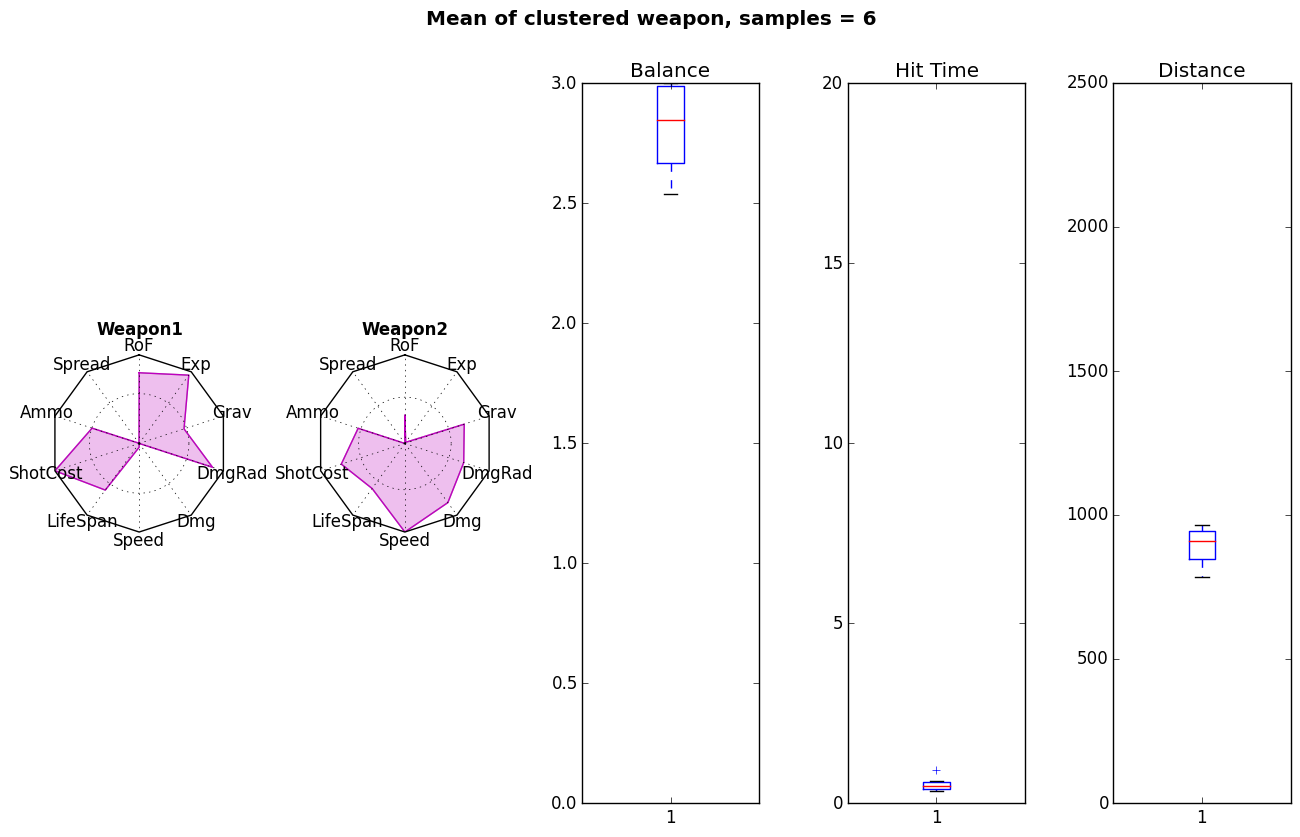 Mean of clustered weapon, samples = 6
Weapon1
RoF
Exp
Grav
DmgRad
Dmg
Speed
LifeSpan
ShotCost
Ammo
Spread
Weapon2
RoF
Exp
Grav
DmgRad
Dmg
Speed
LifeSpan
ShotCost
Ammo
Spread
Balance
3.0
2.5
2.0
1.5
1.0
0.5
0.0
1
Hit Time
20
15
10
5
0
1
Distance
2500
2000
1500
1000
500
0
1